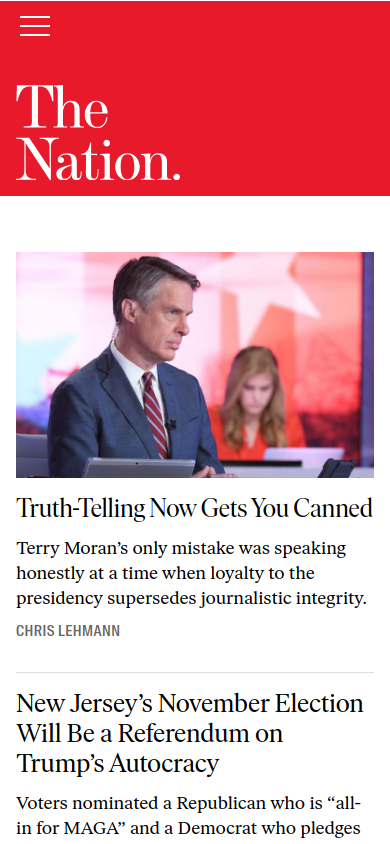 The
Nation.
Truth-Telling Now Gets You Canned
Terry Moran’s only mistake was speaking
honestly at a time when loyalty to the
presidency supersedes journalistic integrity.
CHRIS LEHMANN
New Jersey’s November Election
Will Be a Referendum on
Trump’s Autocracy
Voters nominated a Republican who is “all-
in for MAGA” and a Democrat who pledges